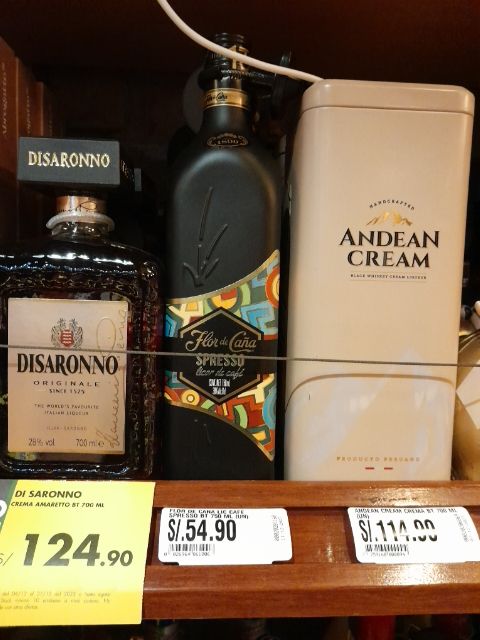 DISARONNO
DISARONNO
ORIGINALE
SINCE 1525
THE WORLD'S FAVOURITE
ITALIAN LIQUEUR
28% vol 700 ml e
Flor de Caña
SPRESSO
licor de café
HANDCRAFTED
ANDEAN
CREAM
BLACK WHISKEY CREAM LIQUEUR
PRODUCTO PERUANO
DI SARONNO
CREMA AMARETTO BT 700 ML
S/ 124.90
FLOR DE CANA LIC CAFE
SPRESSO BT 750 ML (UN)
S/.54.90
ANDEAN CREAM CREMA BT 700 ML
(UN)
S/.114.90